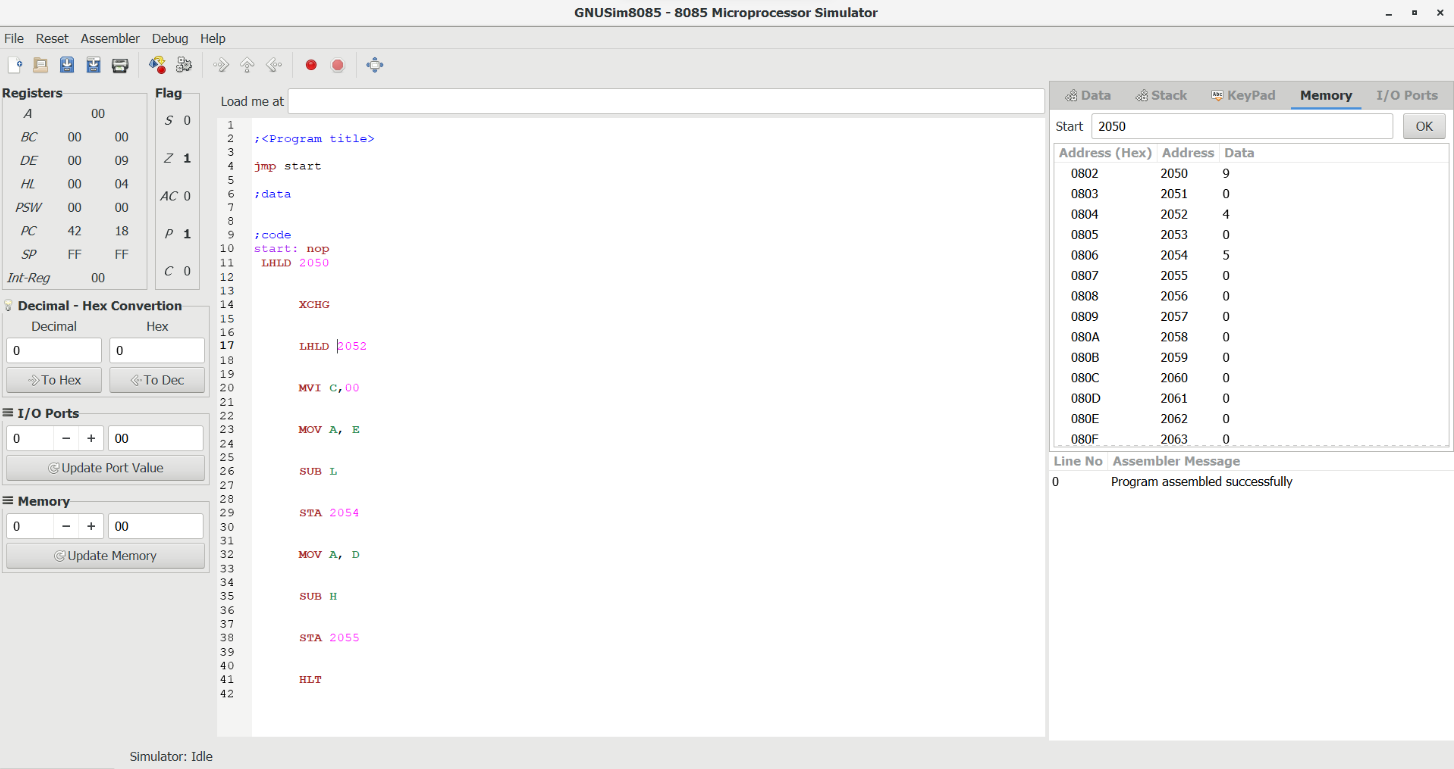 GNUSim8085 - 8085 Microprocessor Simulator
File Reset Assembler Debug Help
Registers
A 00
BC 00 00
DE 00 09
HL 00 04
PSW 00 00
PC 42 18
SP FF FF
Int-Reg 00
Flag
S 0
Z 1
AC 0
P 1
C 0
Decimal - Hex Convertion
Decimal Hex
0 0
To Hex To Dec
I/O Ports
0 − + 00
Update Port Value
Memory
0 − + 00
Update Memory
Load me at
1
2 ;<Program title>
3
4 jmp start
5
6 ;data
7
8
9 ;code
10 start: nop
11 LHLD 2050
12
13
14 XCHG
15
16
17 LHLD 2052
18
19
20 MVI C,00
21
22
23 MOV A, E
24
25
26 SUB L
27
28
29 STA 2054
30
31
32 MOV A, D
33
34
35 SUB H
36
37
38 STA 2055
39
40
41 HLT
42
Data Stack Abc KeyPad Memory I/O Ports
Start 2050 OK
Address (Hex) Address Data
0802 2050 9
0803 2051 0
0804 2052 4
0805 2053 0
0806 2054 5
0807 2055 0
0808 2056 0
0809 2057 0
080A 2058 0
080B 2059 0
080C 2060 0
080D 2061 0
080E 2062 0
080F 2063 0
Line No Assembler Message
0 Program assembled successfully
Simulator: Idle